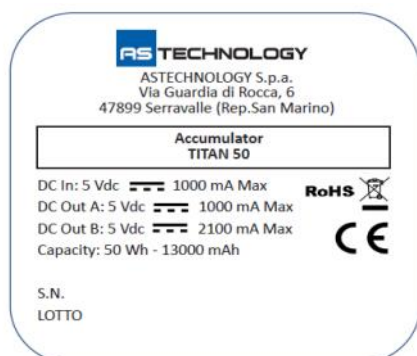 AS TECHNOLOGY
ASTECHNOLOGY S.p.a.
Via Guardia di Rocca, 6
47899 Serravalle (Rep.San Marino)
Accumulator
TITAN 50
DC In: 5 Vdc 1000 mA Max
DC Out A: 5 Vdc 1000 mA Max
DC Out B: 5 Vdc 2100 mA Max
Capacity: 50 Wh - 13000 mAh
RoHS
CE
S.N.
LOTTO